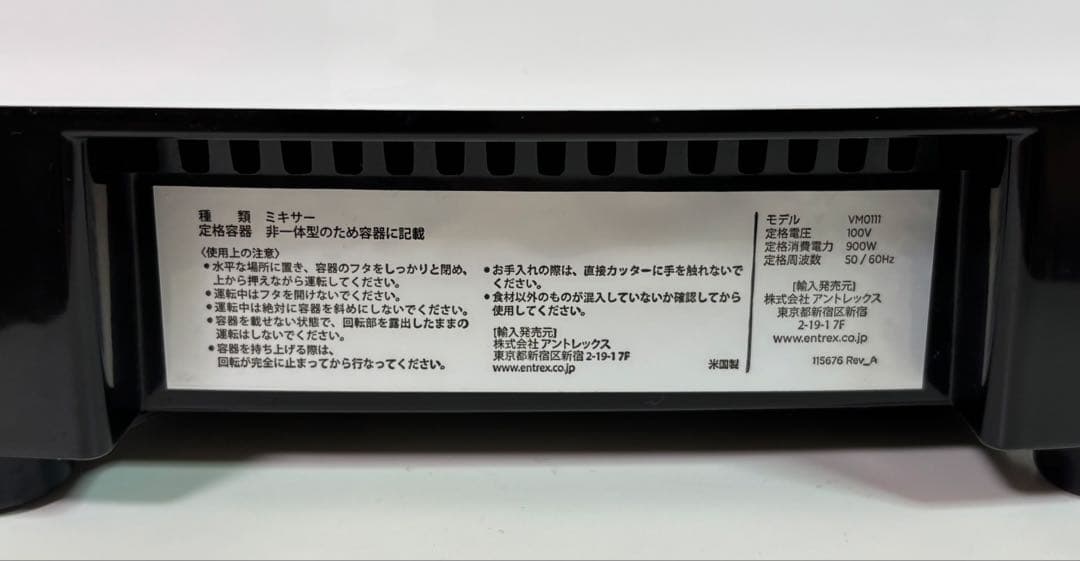 種 類 ミキサー
定格容器 非一体型のため容器に記載
〈使用上の注意〉
●水平な場所に置き、容器のフタをしっかりと閉め、
上から押えながら運転してください。
●運転中はフタを開けないでください。
●運転中は絶対に容器を斜めにしないでください。
●容器を載せない状態で、回転部を露出したままの
運転はしないでください。
●容器を持ち上げる際は、
回転が完全に止まってから行なってください。
●お手入れの際は、直接カッターに手を触れないで
ください。
●食材以外のものが混入していないか確認してから
使用してください。
[輸入発売元]
株式会社 アントレックス
東京都新宿区新宿 2-19-1 7F
www.entrex.co.jp
米国製
モデル VM0111
定格電圧 100V
定格消費電力 900W
定格周波数 50 / 60Hz
[輸入発売元]
株式会社 アントレックス
東京都新宿区新宿
2-19-1 7F
www.entrex.co.jp
115676 Rev_A